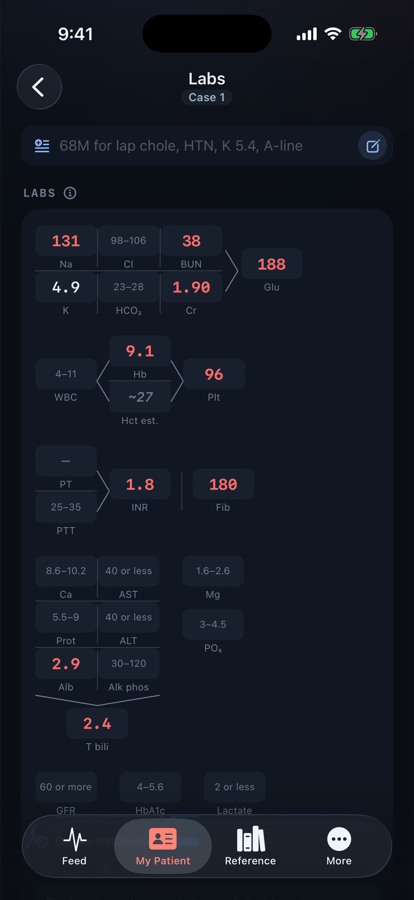 9:41
Labs
Case 1
68M for lap chole, HTN, K 5.4, A-line
LABS
131 98–106 38
Na Cl BUN
188
Glu
4.9 23–28 1.90
K HCO₃ Cr
9.1
Hb
4–11 96
WBC Plt
~27
Hct est.
—
PT
1.8 180
INR Fib
25–35
PTT
8.6–10.2 40 or less 1.6–2.6
Ca AST Mg
5.5–9 40 or less 3–4.5
Prot ALT PO₄
2.9 30–120
Alb Alk phos
2.4
T bili
60 or more 4–5.6 2 or less
GFR HbA1c Lactate
Feed My Patient Reference More